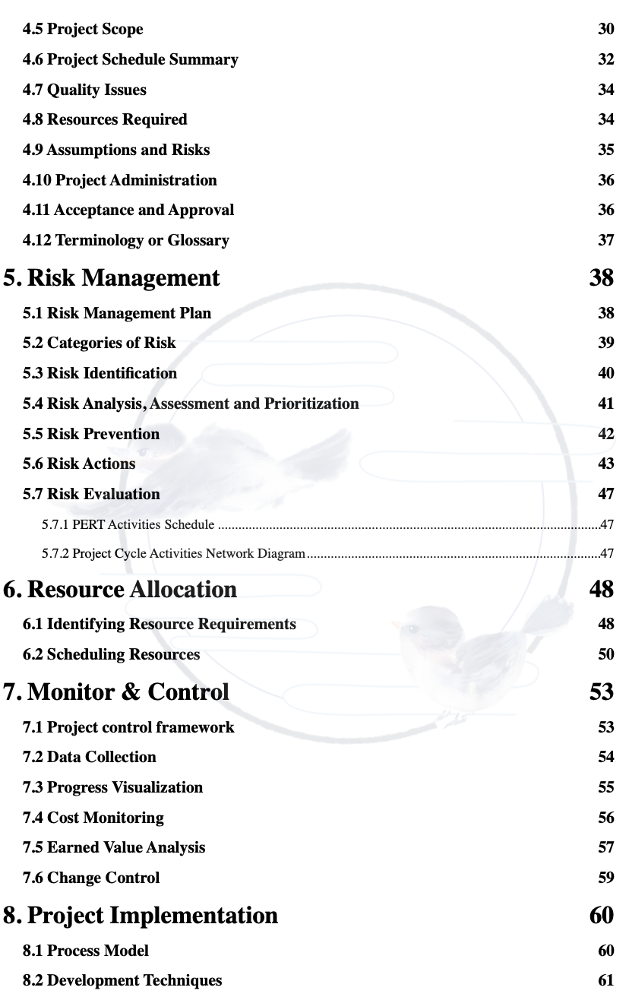 4.5 Project Scope 30
4.6 Project Schedule Summary 32
4.7 Quality Issues 34
4.8 Resources Required 34
4.9 Assumptions and Risks 35
4.10 Project Administration 36
4.11 Acceptance and Approval 36
4.12 Terminology or Glossary 37
5. Risk Management 38
5.1 Risk Management Plan 38
5.2 Categories of Risk 39
5.3 Risk Identification 40
5.4 Risk Analysis, Assessment and Prioritization 41
5.5 Risk Prevention 42
5.6 Risk Actions 43
5.7 Risk Evaluation 47
5.7.1 PERT Activities Schedule ........................................ 47
5.7.2 Project Cycle Activities Network Diagram ........................................ 47
6. Resource Allocation 48
6.1 Identifying Resource Requirements 48
6.2 Scheduling Resources 50
7. Monitor & Control 53
7.1 Project control framework 53
7.2 Data Collection 54
7.3 Progress Visualization 55
7.4 Cost Monitoring 56
7.5 Earned Value Analysis 57
7.6 Change Control 59
8. Project Implementation 60
8.1 Process Model 60
8.2 Development Techniques 61